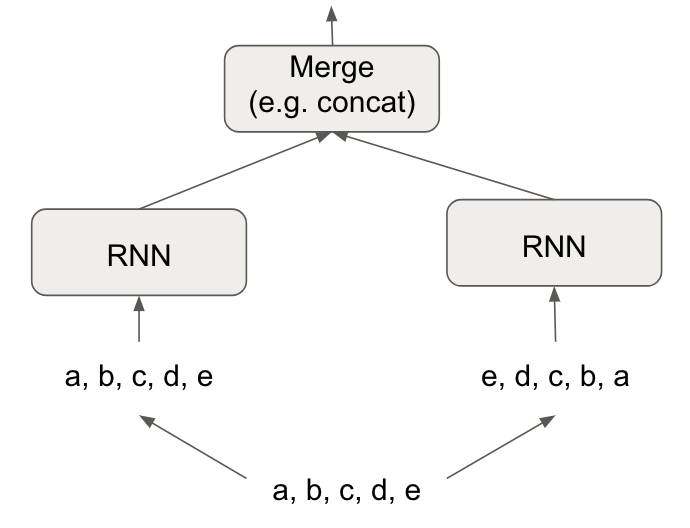 Merge
(e.g. concat)
RNN
RNN
a, b, c, d, e
e, d, c, b, a
a, b, c, d, e